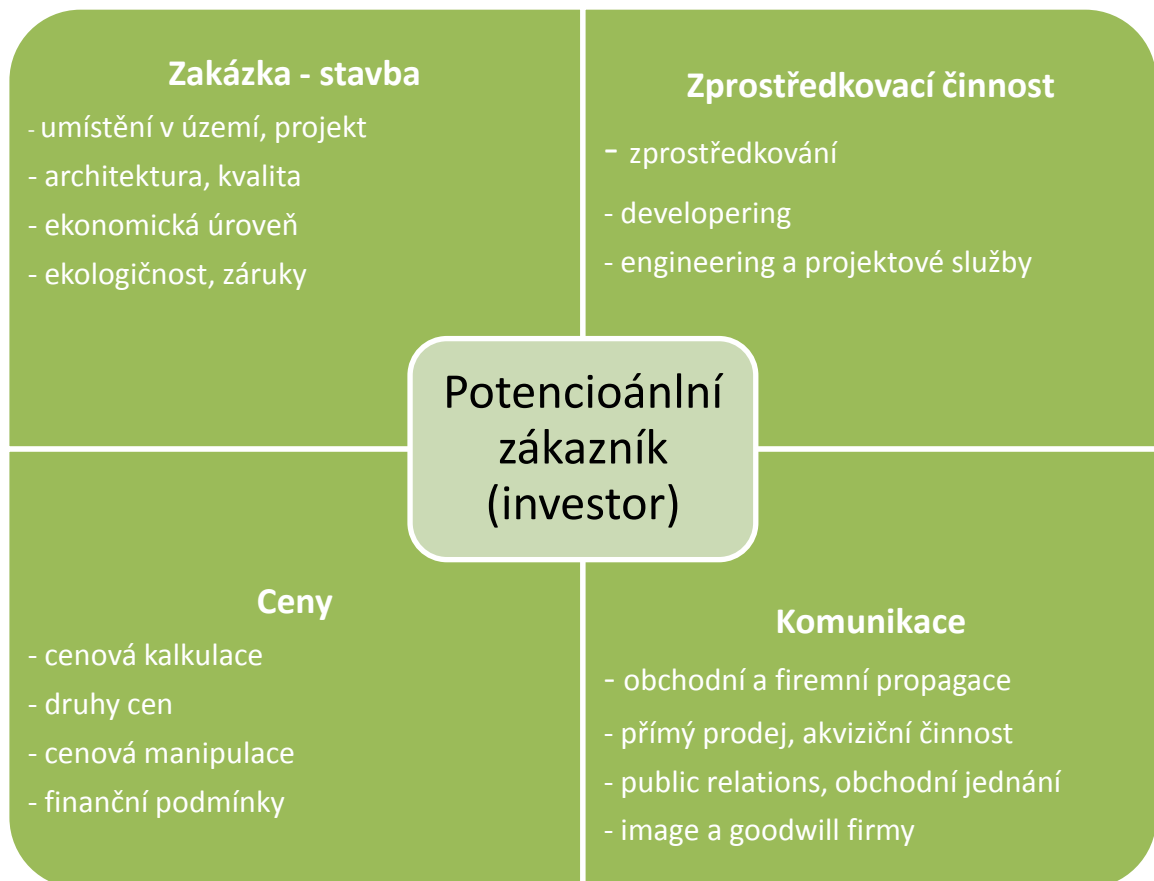 Zakázka - stavba
- umístění v území, projekt
- architektura, kvalita
- ekonomická úroveň
- ekologičnost, záruky
Zprostředkovací činnost
- zprostředkování
- developering
- engineering a projektové služby
Potencioánlní
zákazník
(investor)
Ceny
- cenová kalkulace
- druhy cen
- cenová manipulace
- finanční podmínky
Komunikace
- obchodní a firemní propagace
- přímý prodej, akviziční činnost
- public relations, obchodní jednání
- image a goodwill firmy